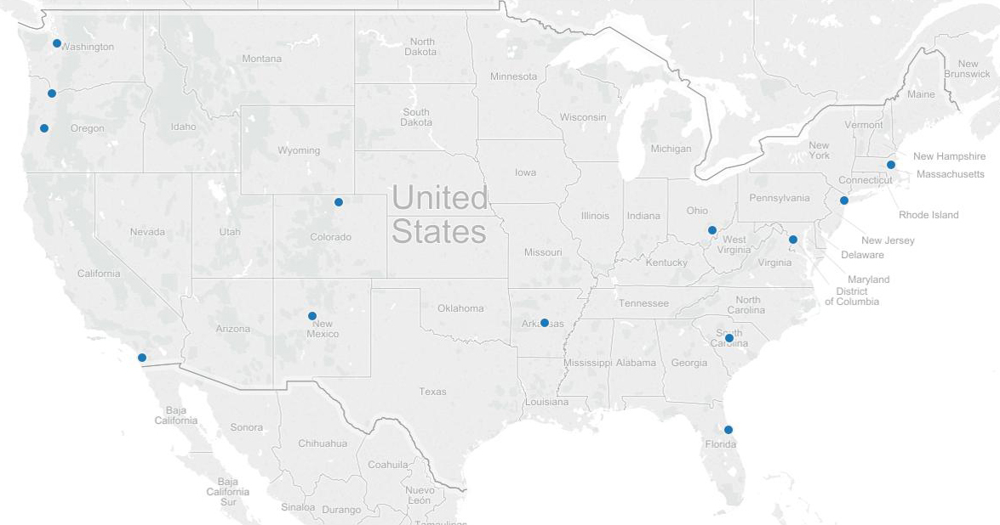 Washington
Montana
North
Dakota
Minnesota
New
Brunswick
Maine
Oregon
Idaho
South
Dakota
Wisconsin
Vermont
Wyoming
Michigan
New
York
New Hampshire
Massachusetts
Iowa
Connecticut
United
States
Pennsylvania
Rhode Island
Nevada
Utah
Colorado
Illinois
Indiana
Ohio
West
Virginia
New Jersey
Delaware
Missouri
Kentucky
Virginia
California
Maryland
District
of Columbia
Oklahoma
Tennessee
North
Carolina
Arizona
New
Mexico
Arkansas
South
Carolina
Mississippi
Alabama
Georgia
Texas
Louisiana
Baja
California
Sonora
Chihuahua
Florida
Coahuila
Baja
California
Sur
Nuevo
León
Sinaloa
Durango
Tamaulipas